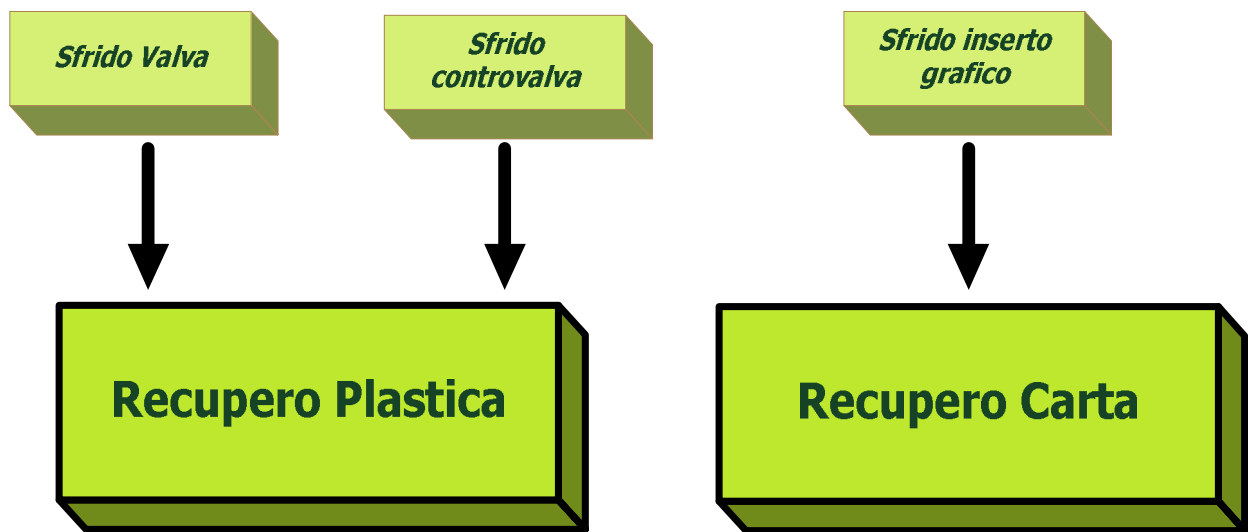 Sfrido Valva
Sfrido
controvalva
Sfrido inserto
grafico
Recupero Plastica
Recupero Carta